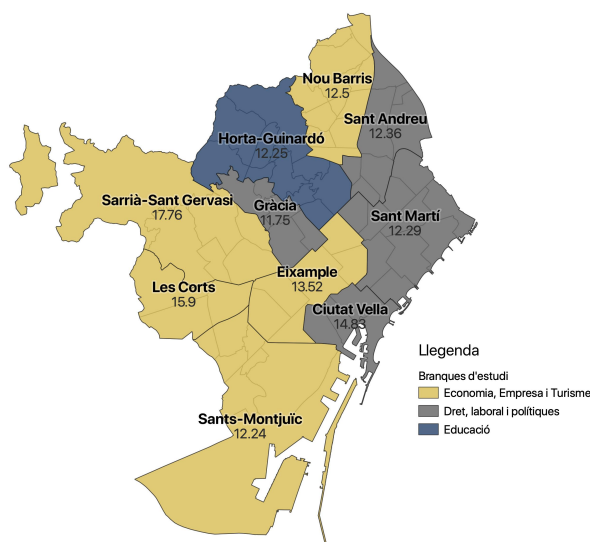 Nou Barris
12.5
Sant Andreu
12.36
Horta-Guinardó
12.25
Sarrià-Sant Gervasi
17.76
Gràcia
11.75
Sant Martí
12.29
Eixample
13.52
Les Corts
15.9
Ciutat Vella
14.83
Llegenda
Branques d'estudi
Economia, Empresa i Turisme
Dret, laboral i polítiques
Educació
Sants-Montjuïc
12.24